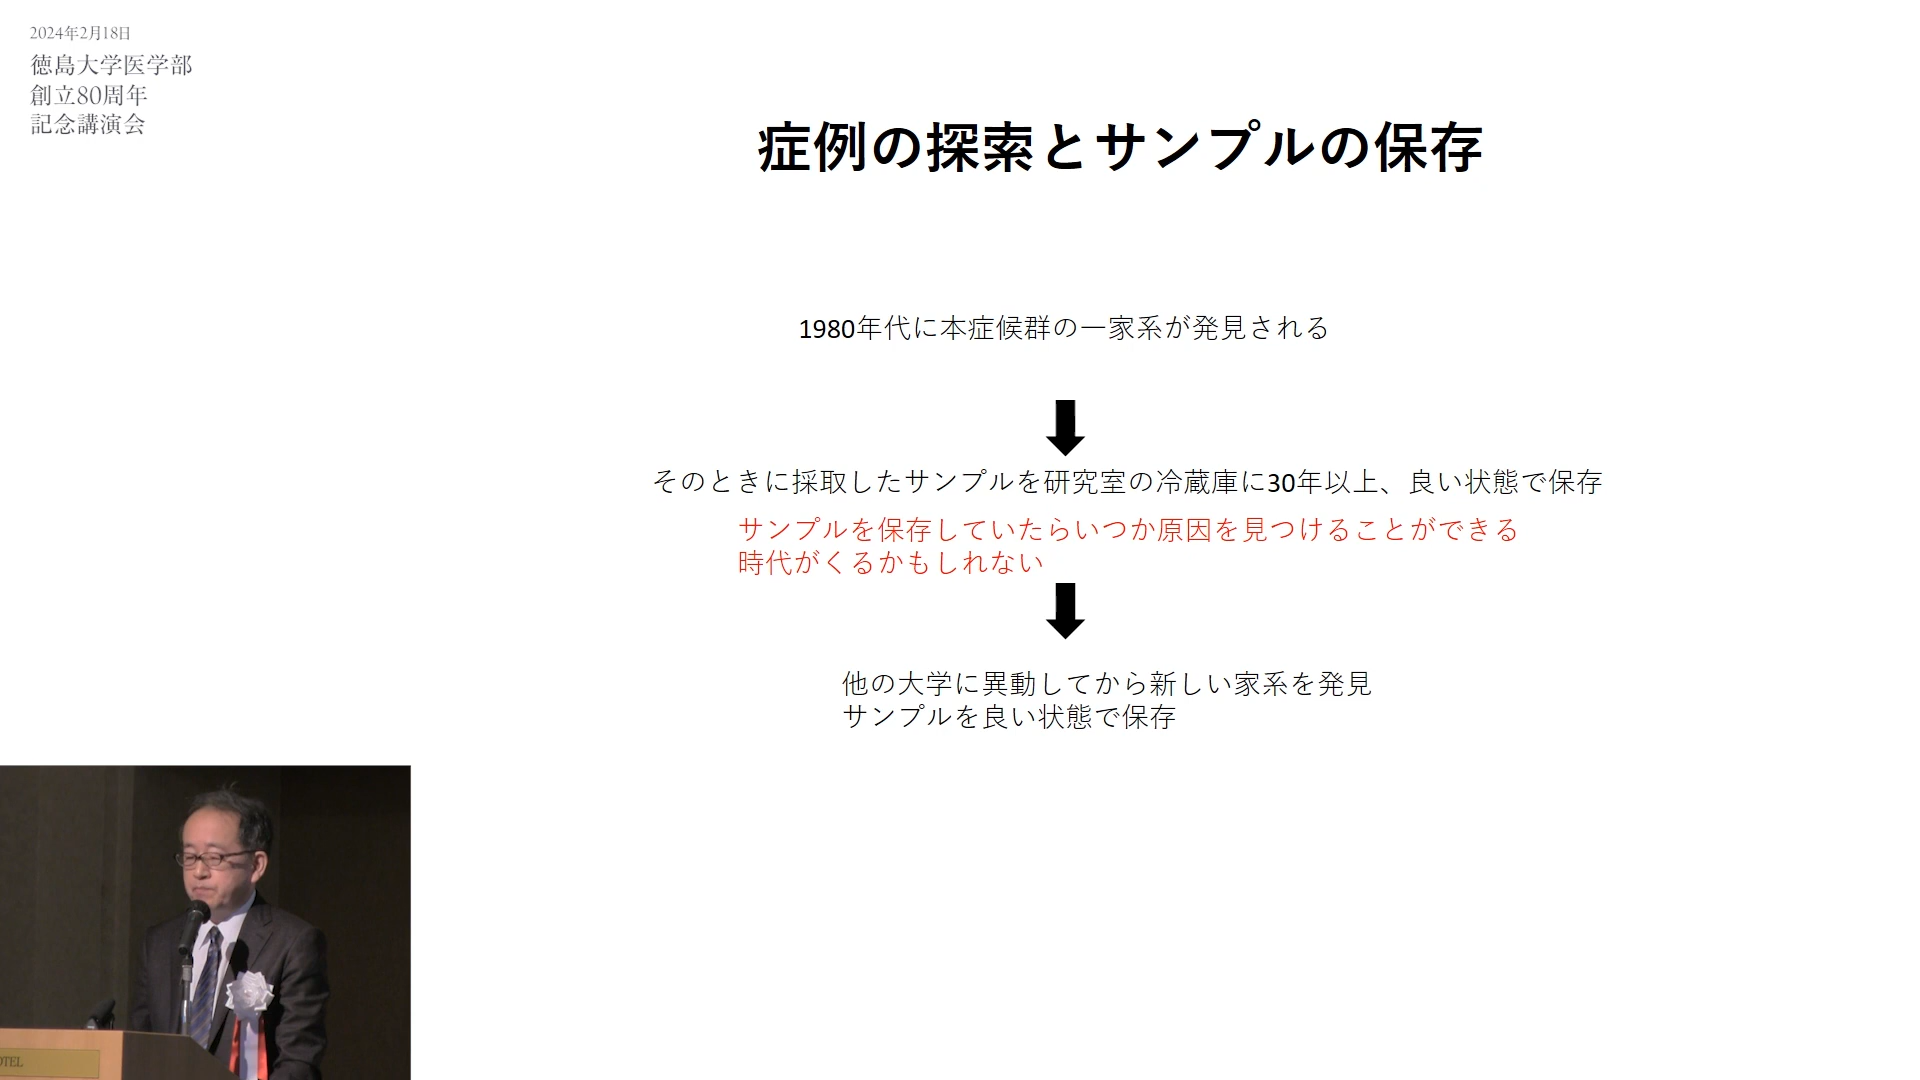 2024年2月18日
徳島大学医学部
創立80周年
記念講演会
症例の探索とサンプルの保存
1980年代に本症候群の一家系が発見される
そのときに採取したサンプルを研究室の冷蔵庫に30年以上、良い状態で保存
サンプルを保存していたらいつか原因を見つけることができる
時代がくるかもしれない
他の大学に異動してから新しい家系を発見
サンプルを良い状態で保存
OTEL